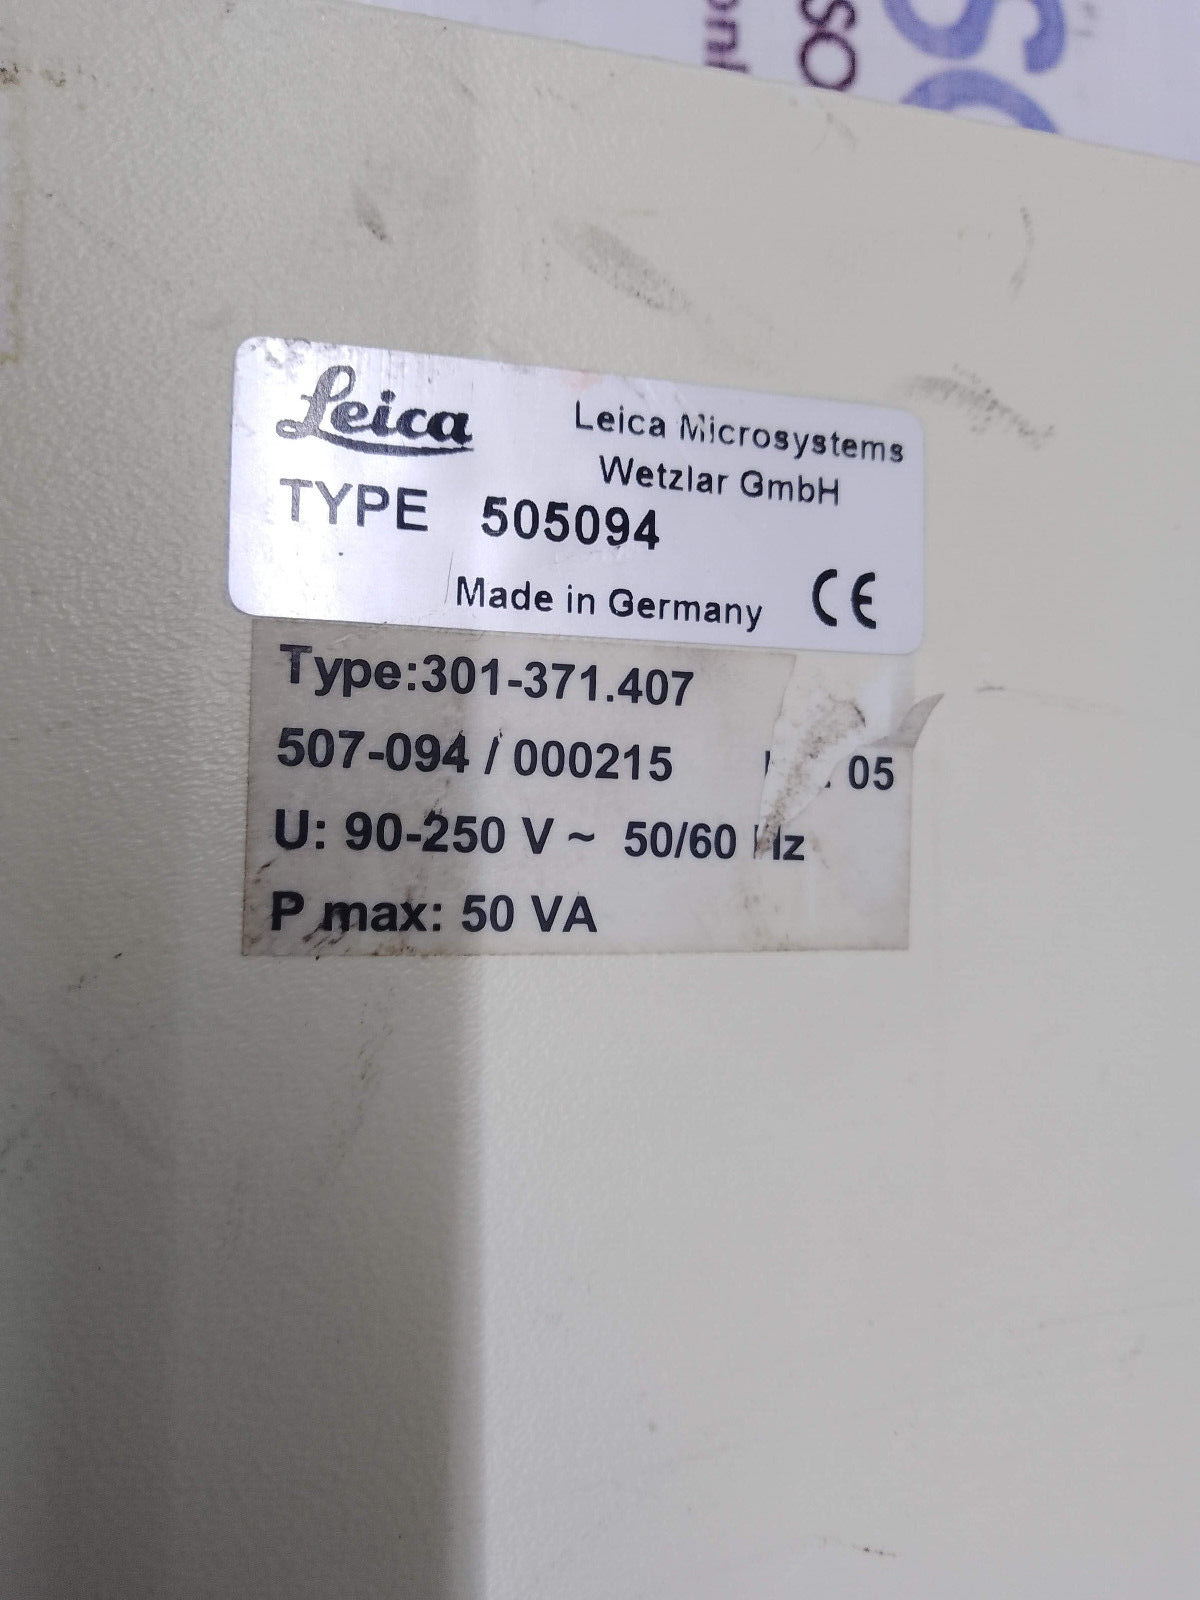 Leica
Leica Microsystems
Wetzlar GmbH
TYPE 505094
Made in Germany CE
Type:301-371.407
507-094 / 000215 05
U: 90-250 V ~ 50/60 Hz
P max: 50 VA